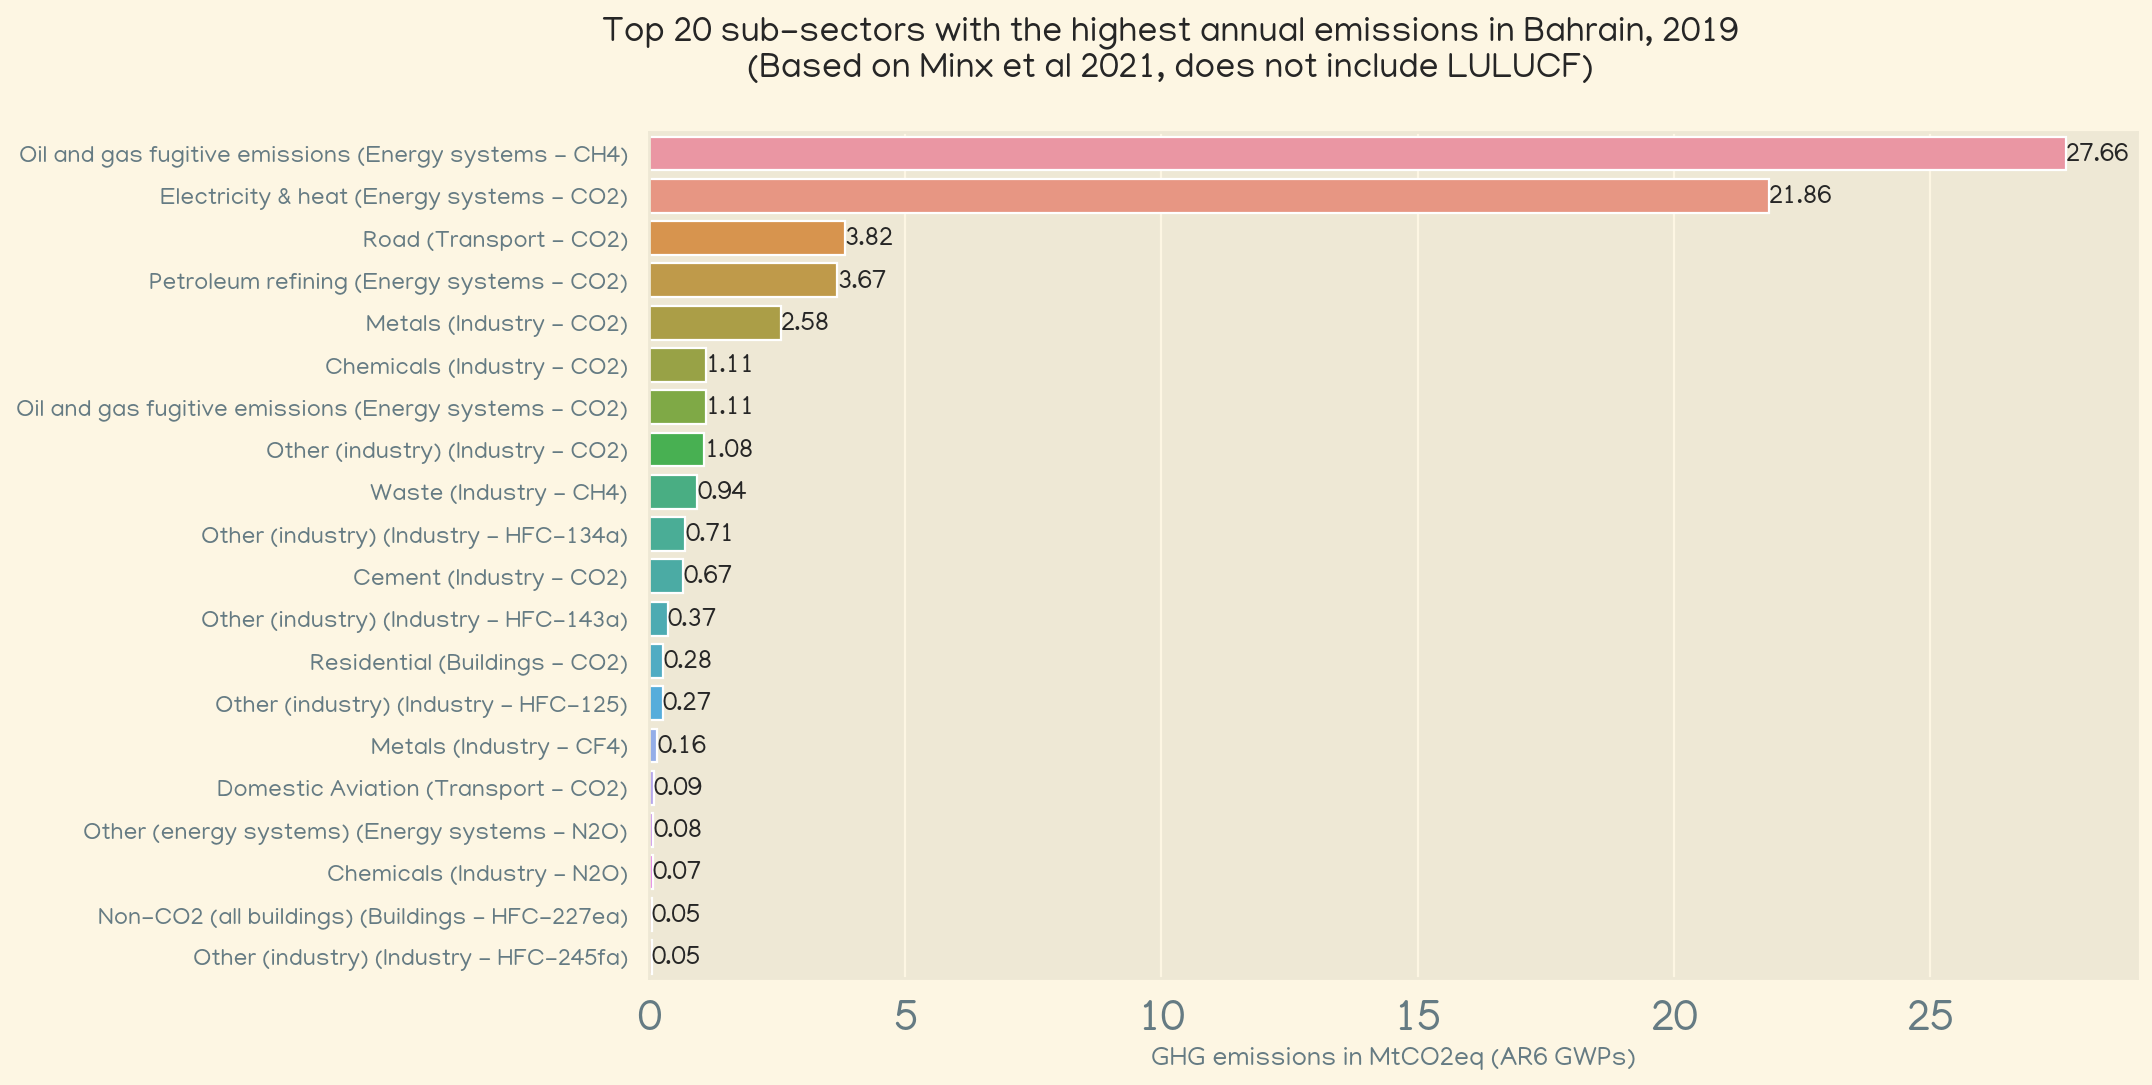 Top 20 sub-sectors with the highest annual emissions in Bahrain, 2019
(Based on Minx et al 2021, does not include LULUCF)
Oil and gas fugitive emissions (Energy systems - CH4) 27.66
Electricity & heat (Energy systems - CO2) 21.86
Road (Transport - CO2) 3.82
Petroleum refining (Energy systems - CO2) 3.67
Metals (Industry - CO2) 2.58
Chemicals (Industry - CO2) 1.11
Oil and gas fugitive emissions (Energy systems - CO2) 1.11
Other (industry) (Industry - CO2) 1.08
Waste (Industry - CH4) 0.94
Other (industry) (Industry - HFC-134a) 0.71
Cement (Industry - CO2) 0.67
Other (industry) (Industry - HFC-143a) 0.37
Residential (Buildings - CO2) 0.28
Other (industry) (Industry - HFC-125) 0.27
Metals (Industry - CF4) 0.16
Domestic Aviation (Transport - CO2) 0.09
Other (energy systems) (Energy systems - N2O) 0.08
Chemicals (Industry - N2O) 0.07
Non-CO2 (all buildings) (Buildings - HFC-227ea) 0.05
Other (industry) (Industry - HFC-245fa) 0.05
0 5 10 15 20 25
GHG emissions in MtCO2eq (AR6 GWPs)